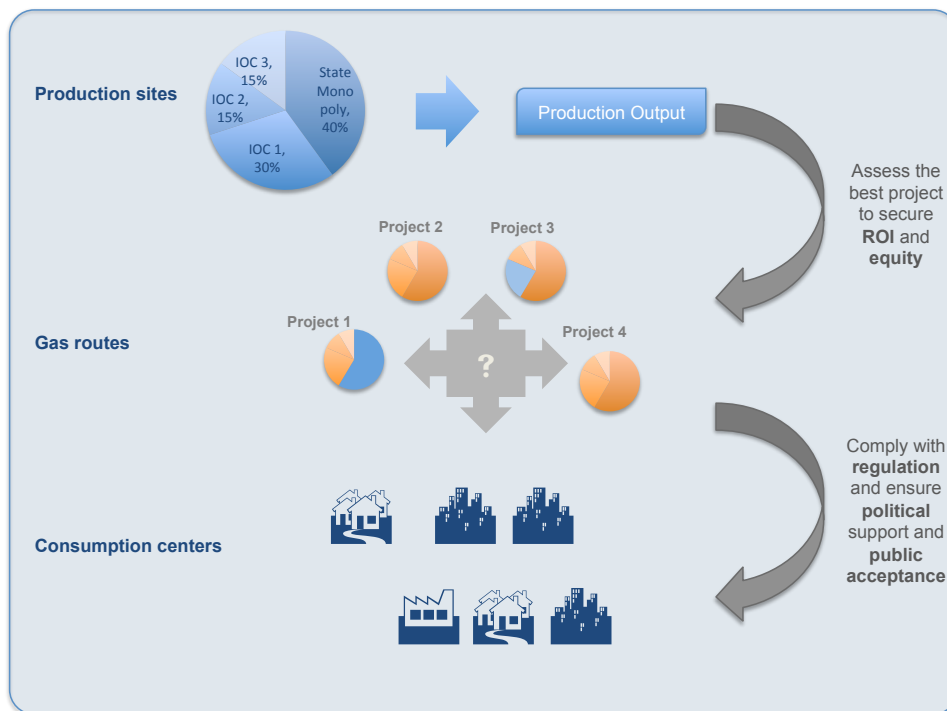 Production sites
IOC 3,
15%
State
Mono
poly,
40%
IOC 2,
15%
IOC 1,
30%
Production Output
Assess the
best project
to secure
ROI and
equity
Project 2
Project 3
Project 1
Project 4
Gas routes
?
Comply with
regulation
and ensure
political
support and
public
acceptance
Consumption centers